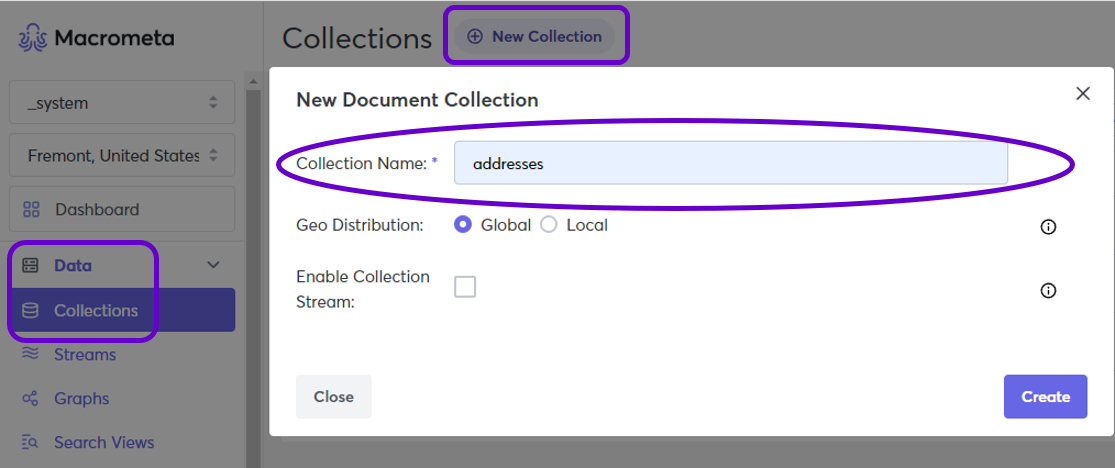 Macrometa
_system
Fremont, United States
Dashboard
Data
Collections
Streams
Graphs
Search Views
Collections
New Collection
New Document Collection
Collection Name: *
addresses
Geo Distribution:
Global
Local
Enable Collection
Stream:
Close
Create